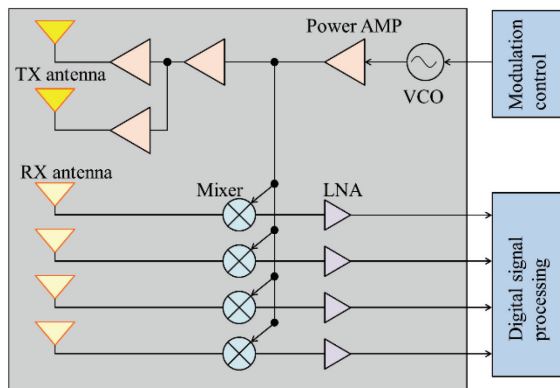 Power AMP
TX antenna
VCO
Modulation
control
RX antenna
Mixer
LNA
Digital signal
processing